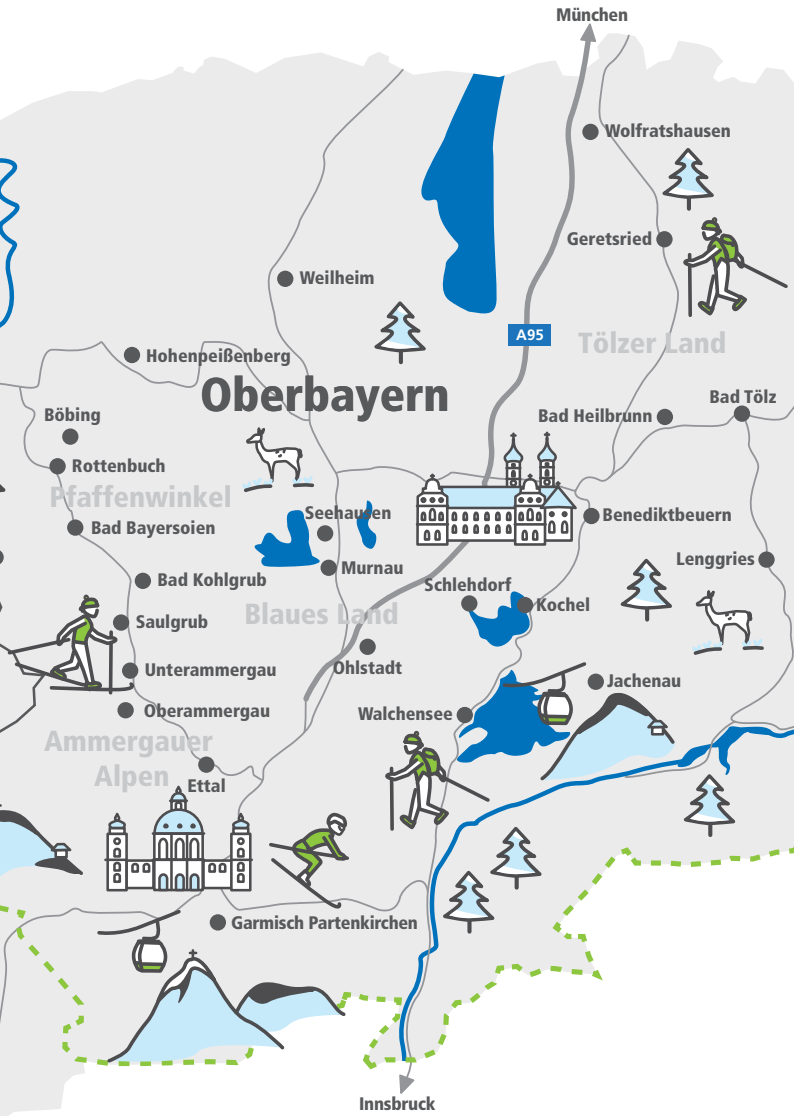 München
Wolfratshausen
Geretsried
Weilheim
A95
Tölzer Land
Hohenpeißenberg
Oberbayern
Bad Tölz
Böbing
Bad Heilbrunn
Rottenbuch
Pfaffenwinkel
Seehausen
Benediktbeuern
Bad Bayersoien
Lenggries
Murnau
Bad Kohlgrub
Schlehdorf
Kochel
Blaues Land
Saulgrub
Ohlstadt
Unterammergau
Jachenau
Oberammergau
Walchensee
Ammergauer
Alpen
Ettal
Garmisch Partenkirchen
Innsbruck